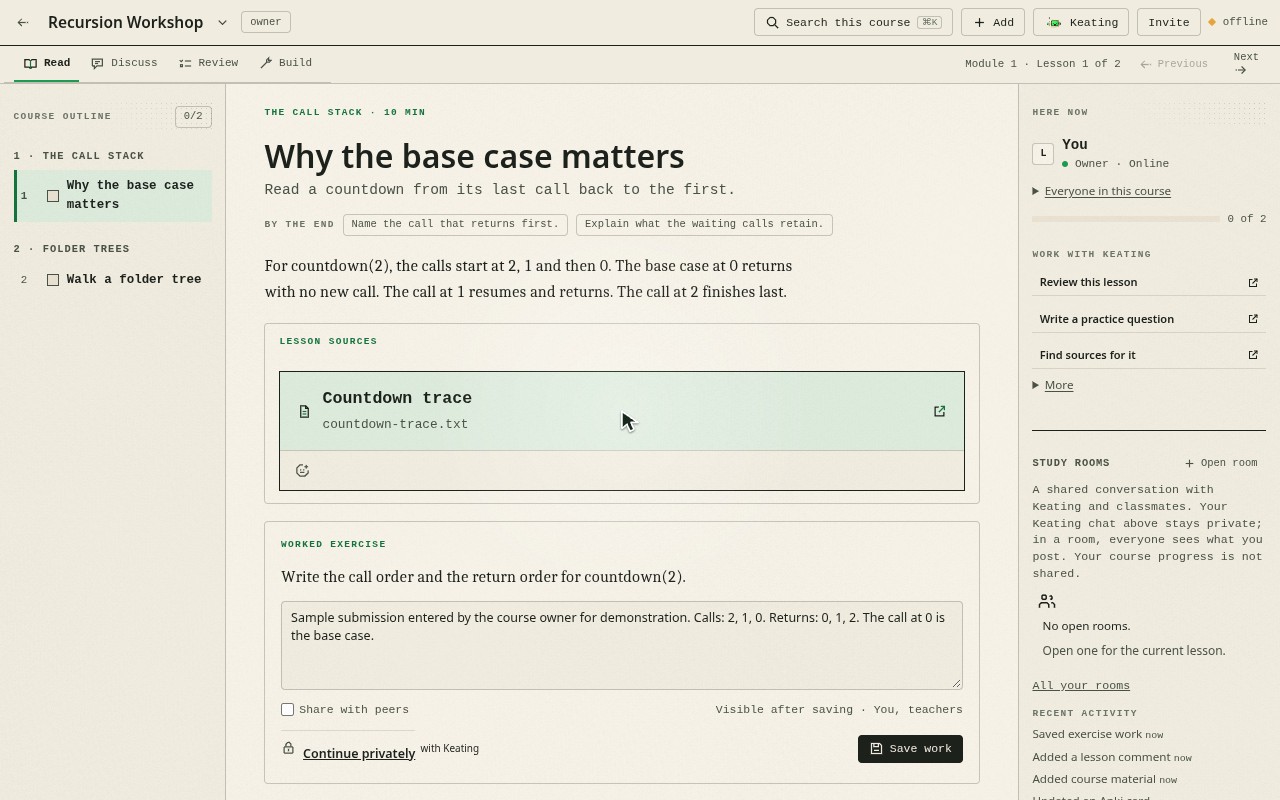 Recursion Workshop
owner
Search this course ⌘K
Add
Keating
Invite
offline
Read
Discuss
Review
Build
Module 1 · Lesson 1 of 2
Previous
Next
COURSE OUTLINE
0/2
1 · THE CALL STACK
1
Why the base case
matters
2 · FOLDER TREES
2
Walk a folder tree
THE CALL STACK · 10 MIN
Why the base case matters
Read a countdown from its last call back to the first.
BY THE END
Name the call that returns first.
Explain what the waiting calls retain.
For countdown(2), the calls start at 2, 1 and then 0. The base case at 0 returns
with no new call. The call at 1 resumes and returns. The call at 2 finishes last.
LESSON SOURCES
Countdown trace
countdown-trace.txt
WORKED EXERCISE
Write the call order and the return order for countdown(2).
Sample submission entered by the course owner for demonstration. Calls: 2, 1, 0. Returns: 0, 1, 2. The call at 0 is
the base case.
Share with peers
Visible after saving · You, teachers
Continue privately with Keating
Save work
HERE NOW
L
You
Owner · Online
Everyone in this course
0 of 2
WORK WITH KEATING
Review this lesson
Write a practice question
Find sources for it
More
STUDY ROOMS
Open room
A shared conversation with
Keating and classmates. Your
Keating chat above stays private;
in a room, everyone sees what you
post. Your course progress is not
shared.
No open rooms.
Open one for the current lesson.
All your rooms
RECENT ACTIVITY
Saved exercise work now
Added a lesson comment now
Added course material now
Updated an Anki card